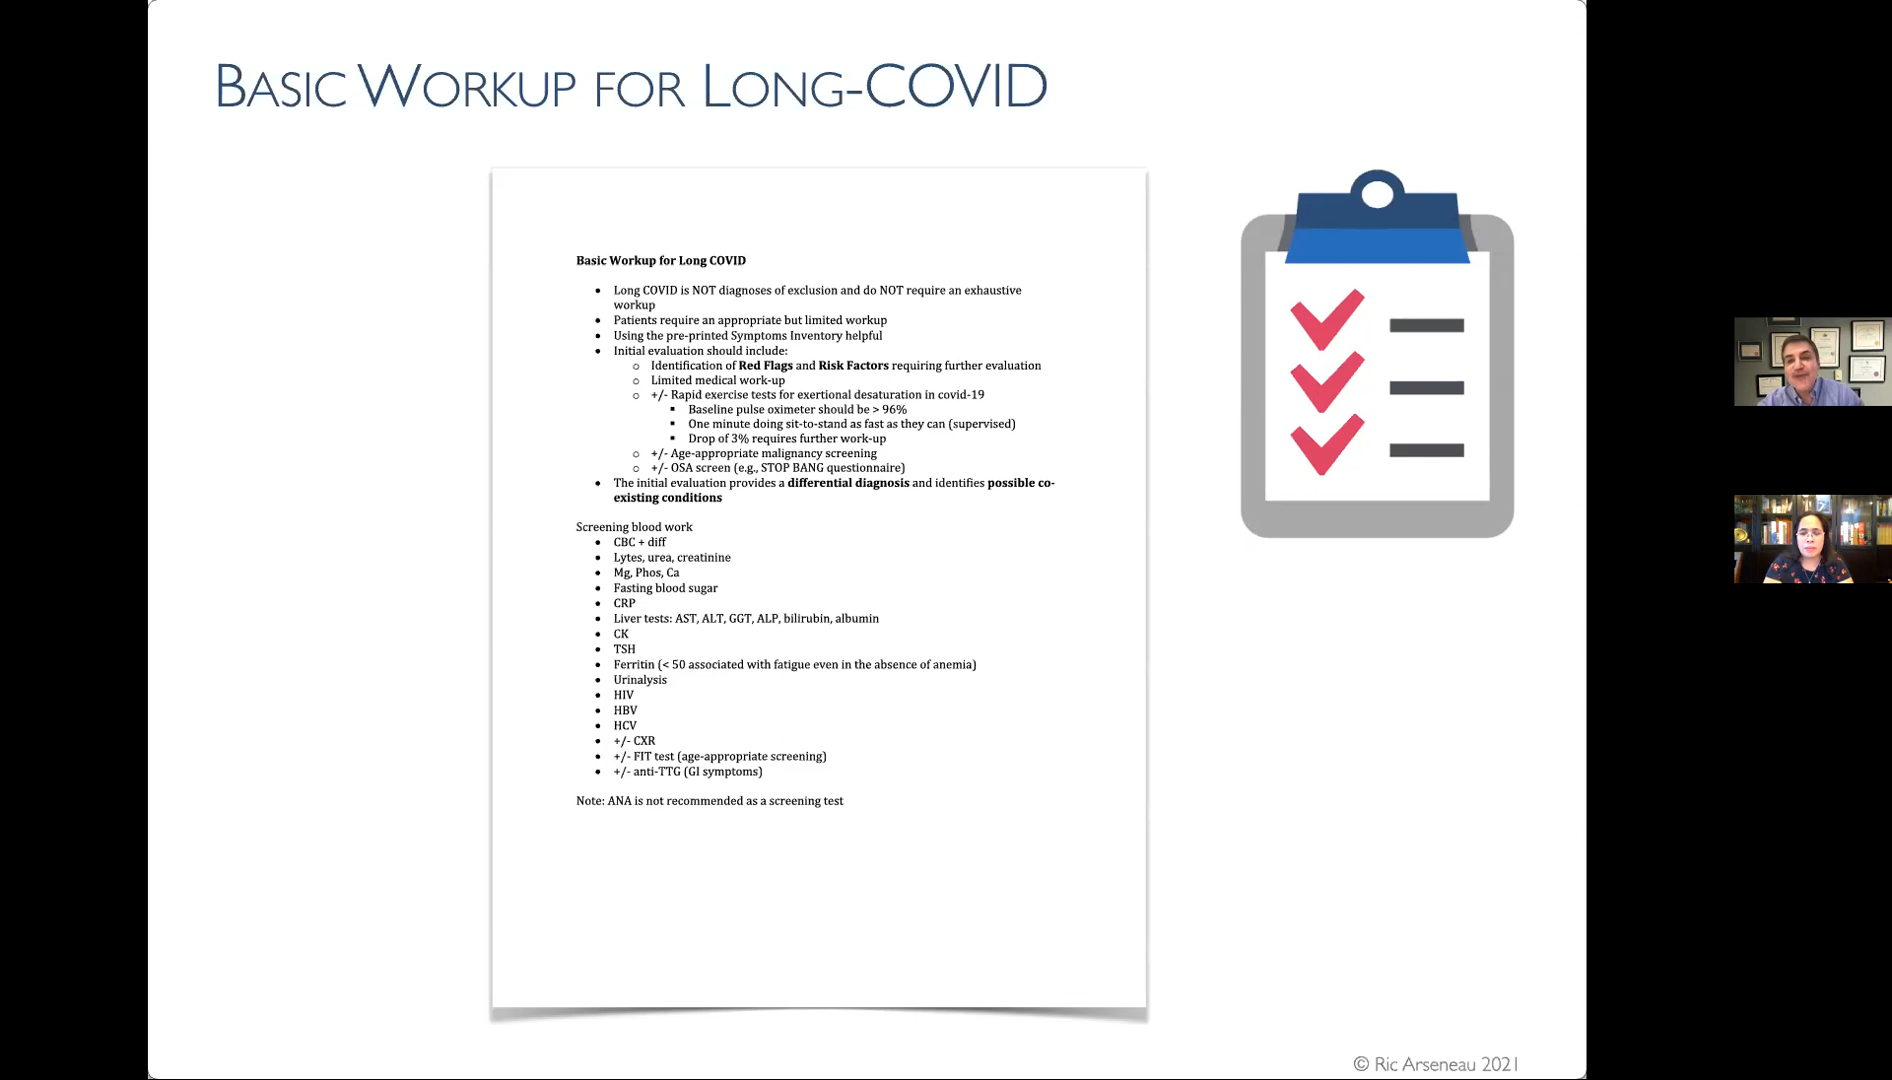 BASIC WORKUP FOR LONG-COVID
Basic Workup for Long COVID
• Long COVID is NOT diagnoses of exclusion and do NOT require an exhaustive
workup
• Patients require an appropriate but limited workup
• Using the pre-printed Symptoms Inventory helpful
• Initial evaluation should include:
o Identification of Red Flags and Risk Factors requiring further evaluation
o Limited medical work-up
o +/- Rapid exercise tests for exertional desaturation in covid-19
▪ Baseline pulse oximeter should be > 96%
▪ One minute doing sit-to-stand as fast as they can (supervised)
▪ Drop of 3% requires further work-up
o +/- Age-appropriate malignancy screening
o +/- OSA screen (e.g., STOP BANG questionnaire)
• The initial evaluation provides a differential diagnosis and identifies possible co-
existing conditions
Screening blood work
• CBC + diff
• Lytes, urea, creatinine
• Mg, Phos, Ca
• Fasting blood sugar
• CRP
• Liver tests: AST, ALT, GGT, ALP, bilirubin, albumin
• CK
• TSH
• Ferritin (< 50 associated with fatigue even in the absence of anemia)
• Urinalysis
• HIV
• HBV
• HCV
• +/- CXR
• +/- FIT test (age-appropriate screening)
• +/- anti-TTG (GI symptoms)
Note: ANA is not recommended as a screening test
© Ric Arseneau 2021